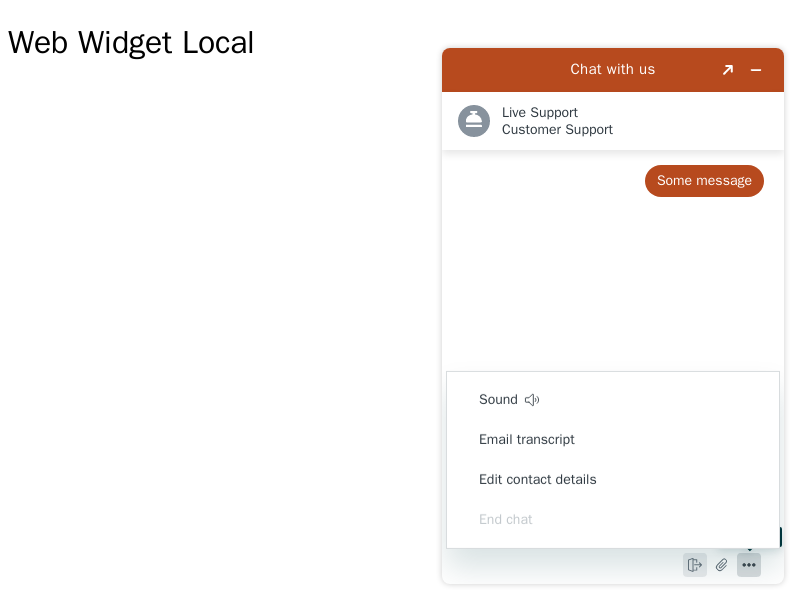 Web Widget Local
Chat with us
Live Support
Customer Support
Some message
Sound
Email transcript
Edit contact details
End chat